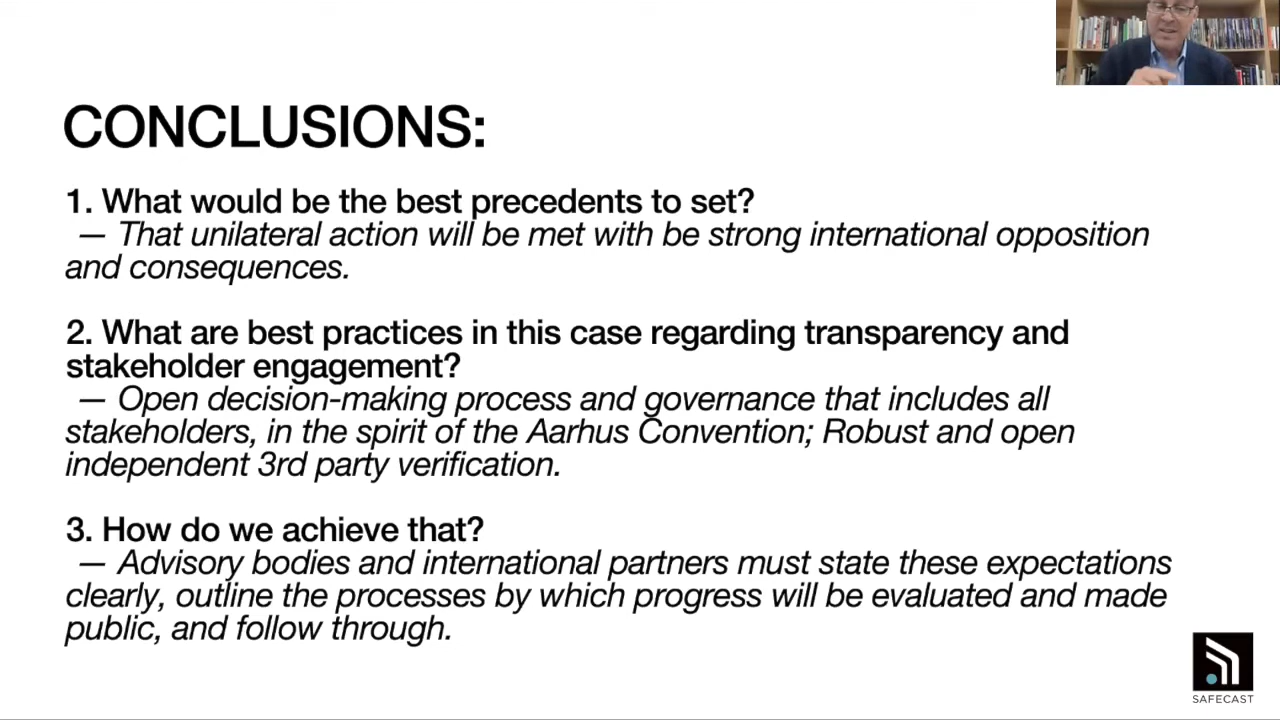 CONCLUSIONS:
1. What would be the best precedents to set?
— That unilateral action will be met with be strong international opposition
and consequences.
2. What are best practices in this case regarding transparency and
stakeholder engagement?
— Open decision-making process and governance that includes all
stakeholders, in the spirit of the Aarhus Convention; Robust and open
independent 3rd party verification.
3. How do we achieve that?
— Advisory bodies and international partners must state these expectations
clearly, outline the processes by which progress will be evaluated and made
public, and follow through.
SAFECAST